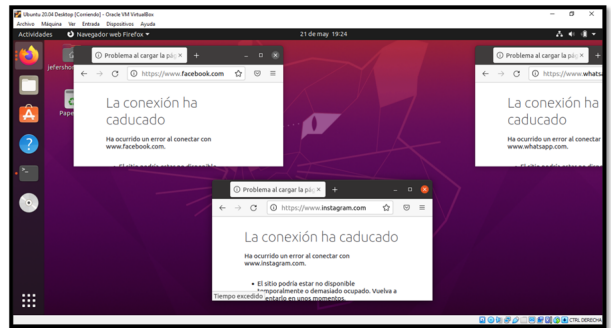 Ubuntu 20.04 Desktop [Corriendo] - Oracle VM VirtualBox
Archivo Máquina Ver Entrada Dispositivos Ayuda
Actividades Navegador web Firefox 21 de may 19:24
jefersho
Pape
Problema al cargar la pág
https://www.facebook.com
La conexión ha
caducado
Ha ocurrido un error al conectar con
www.facebook.com.
Problema al cargar la pág
https://www.whatsa
La conexión ha
caducado
Ha ocurrido un error al conectar
www.whatsapp.com.
Problema al cargar la pág
https://www.instagram.com
La conexión ha caducado
Ha ocurrido un error al conectar con
www.instagram.com.
El sitio podría estar no disponible
temporalmente o demasiado ocupado. Vuelva a
intentarlo en unos momentos.
Tiempo excedido
CTRL DERECHA